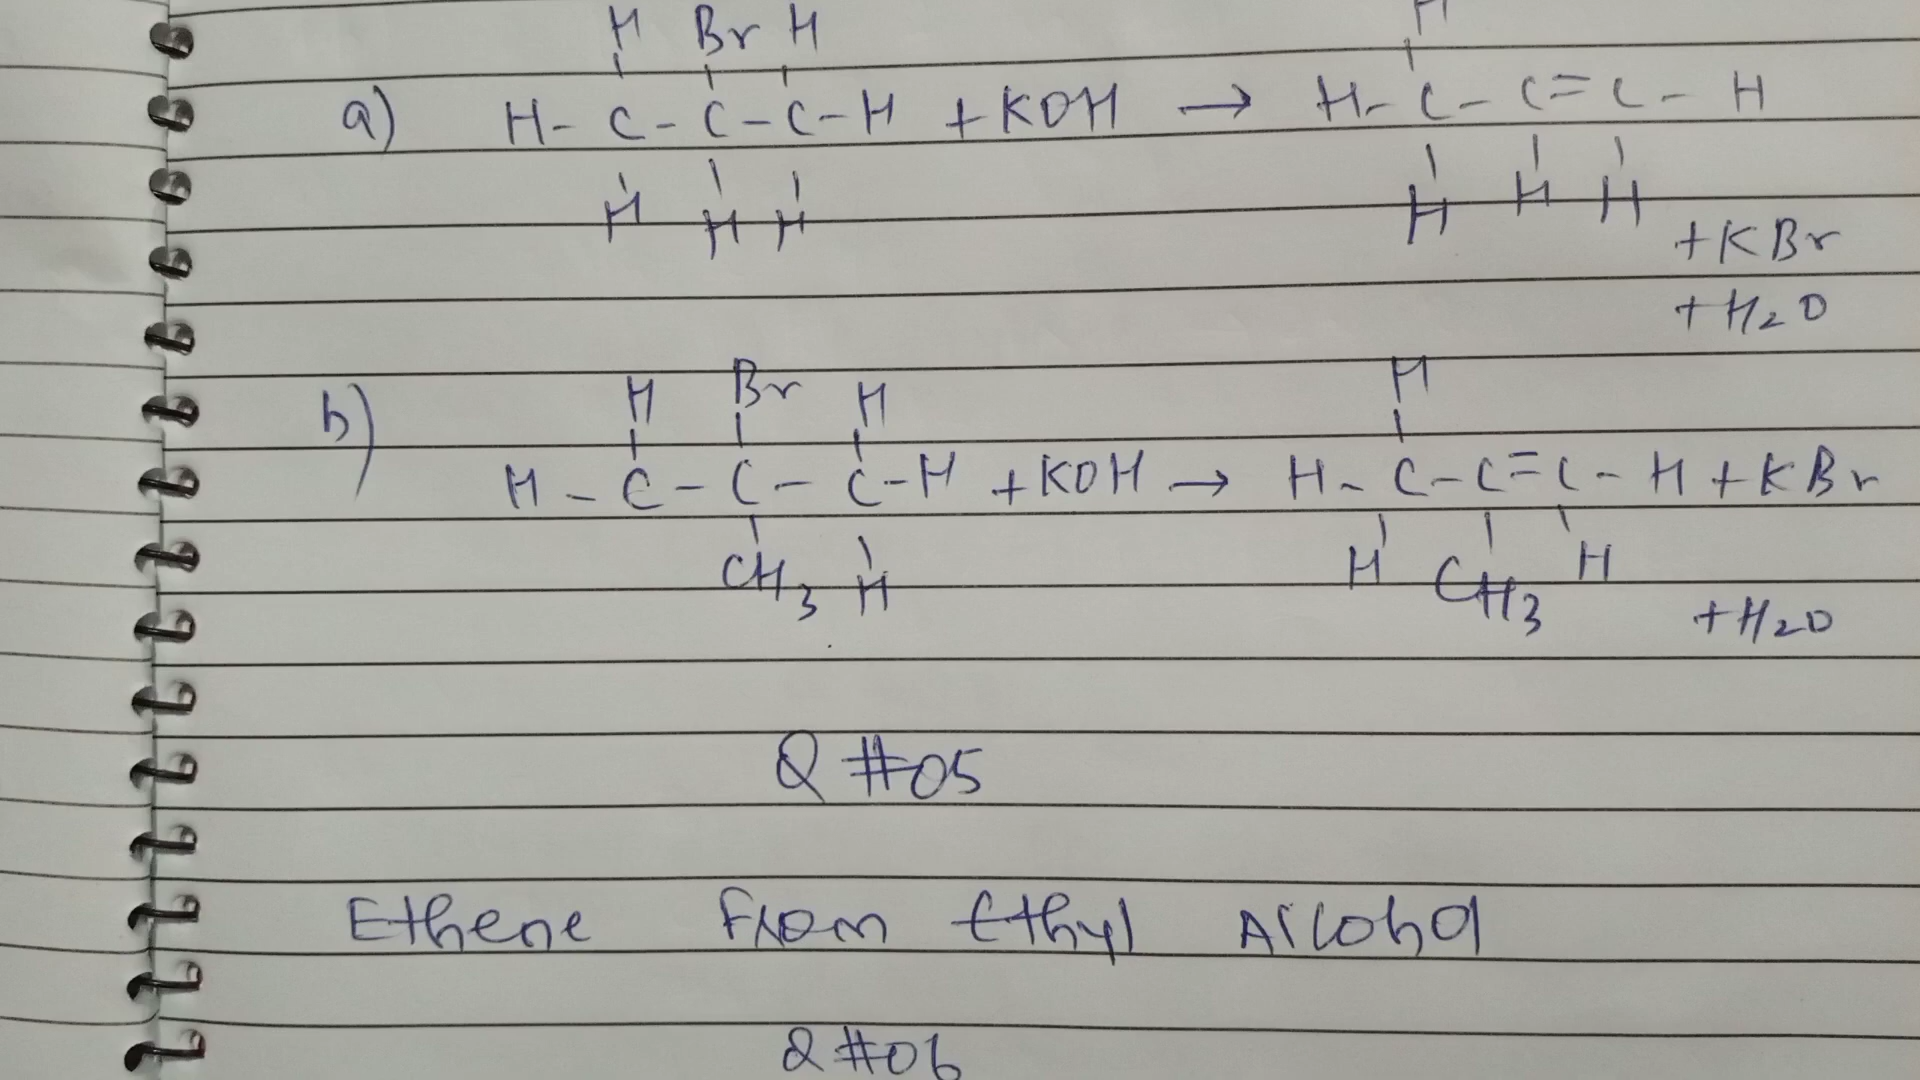 H Br H H
a) H - C - C - C - H + KOH → H - C - C = C - H
H H H H H H
+ KBr
+ H2O
H Br H H
b) H - C - C - C - H + KOH → H - C - C = C - H + KBr
CH3 H H CH3 H
+ H2O
Q #05
Ethene From Ethyl Alcohol
Q #06